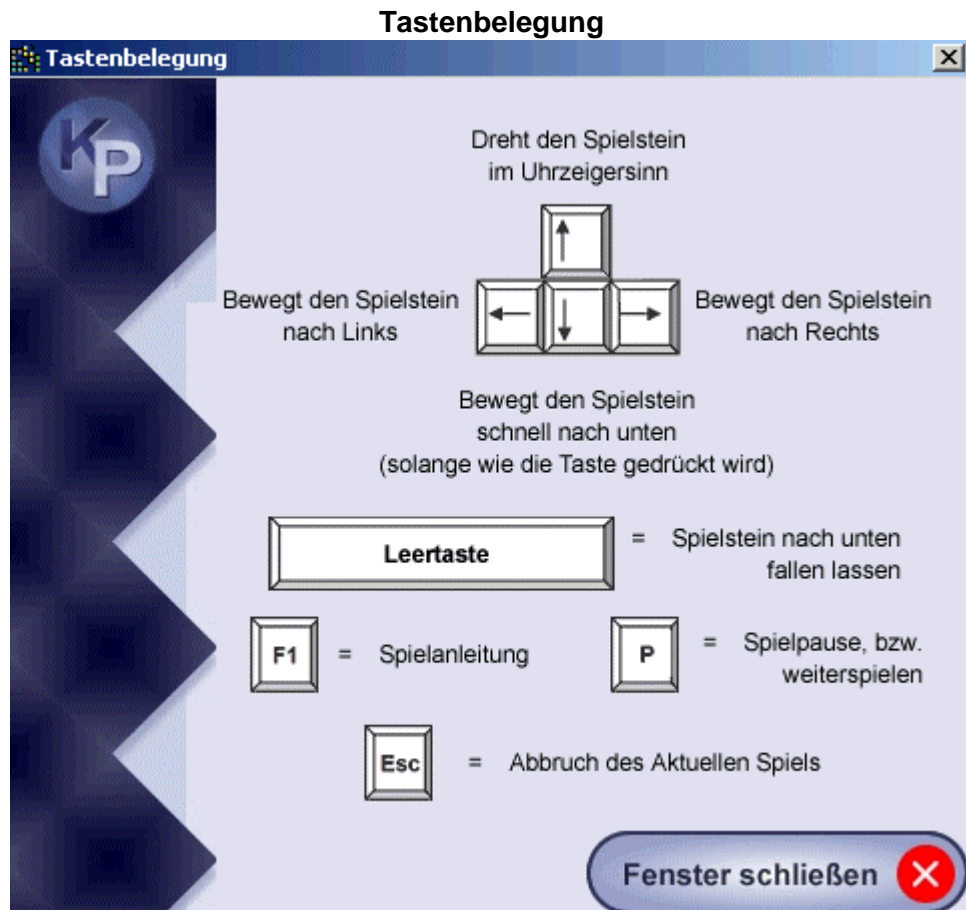 Tastenbelegung
Tastenbelegung
KP
Dreht den Spielstein
im Uhrzeigersinn
Bewegt den Spielstein
nach Links
Bewegt den Spielstein
nach Rechts
Bewegt den Spielstein
schnell nach unten
(solange wie die Taste gedrückt wird)
Leertaste = Spielstein nach unten
fallen lassen
F1 = Spielanleitung
P = Spielpause, bzw.
weiterspielen
Esc = Abbruch des Aktuellen Spiels
Fenster schließen